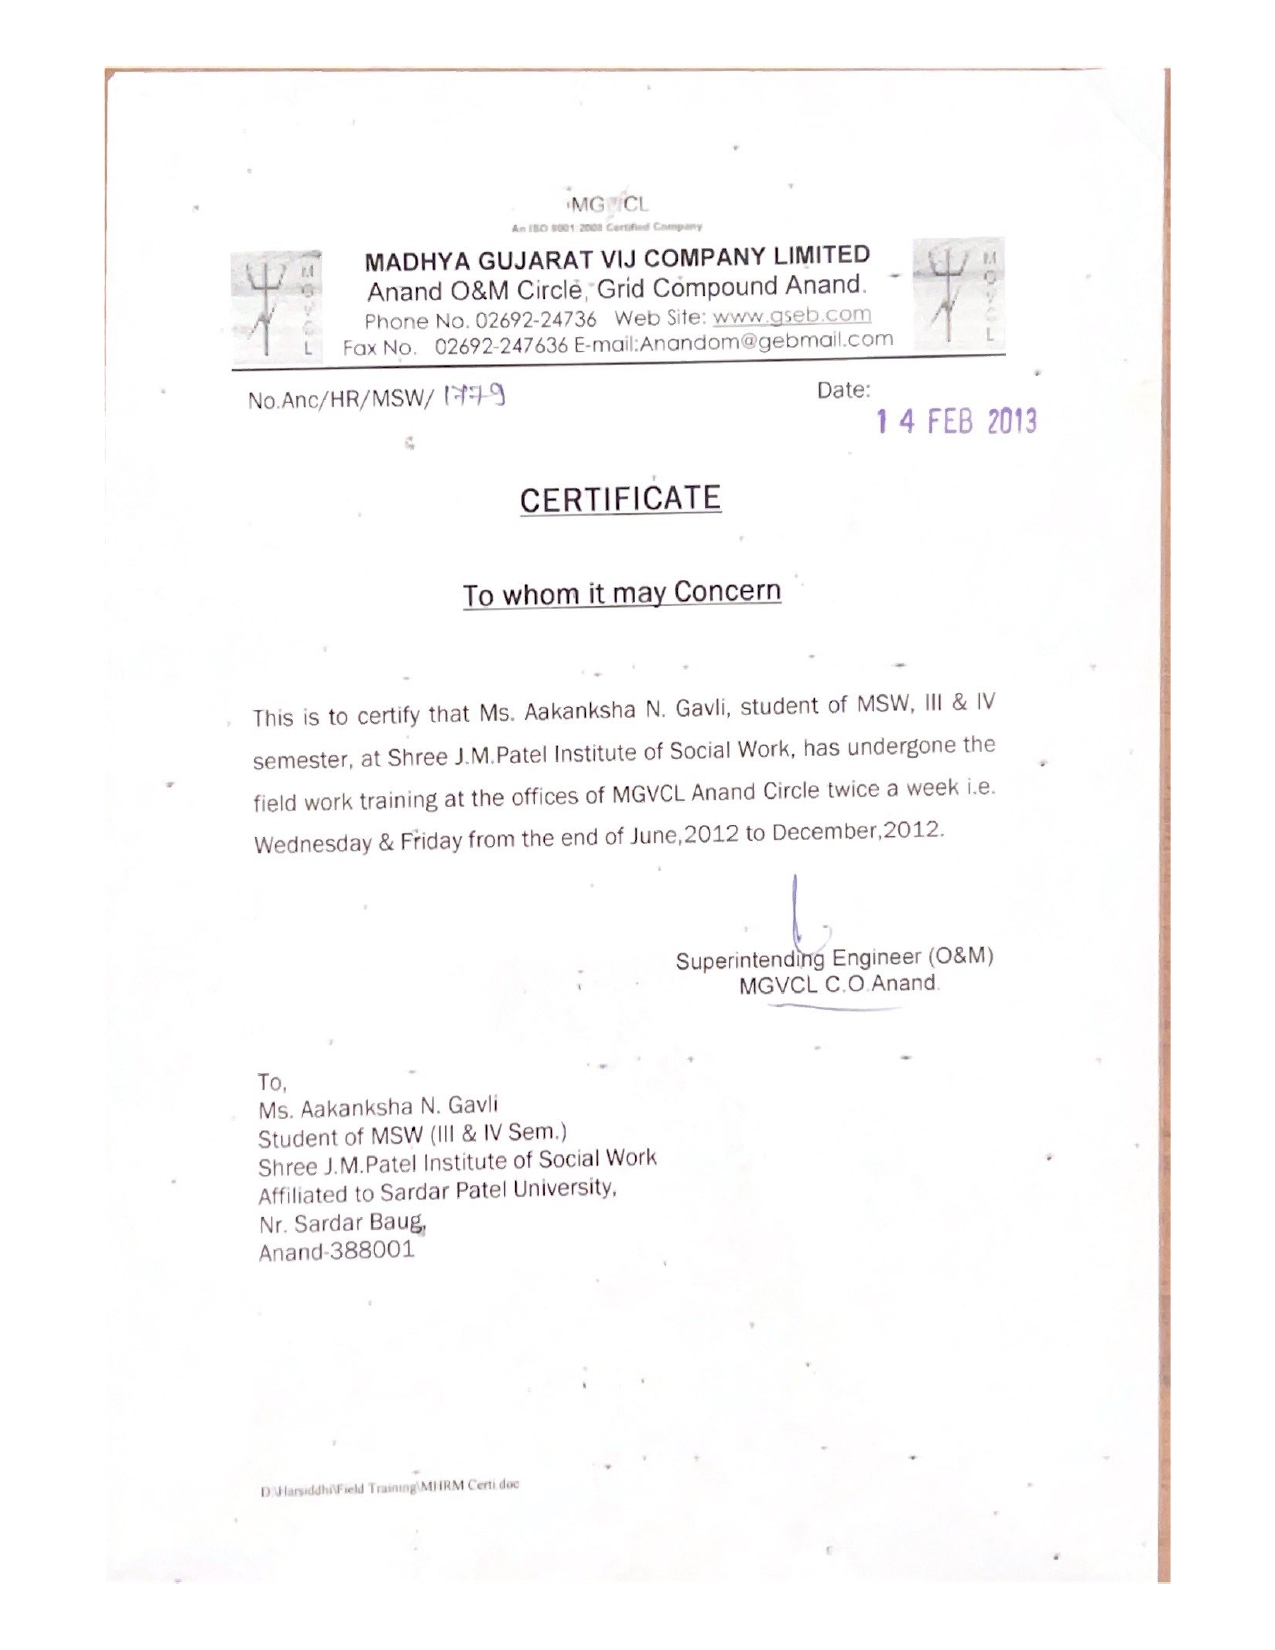 MGVCL
An ISO 9001 2008 Certified Company
MADHYA GUJARAT VIJ COMPANY LIMITED
Anand O&M Circle, Grid Compound Anand.
Phone No. 02692-24736 Web Site: www.gseb.com
Fax No. 02692-247636 E-mail:Anandom@gebmail.com
MGVCL
MGVCL
No.Anc/HR/MSW/ 1779
Date:
14 FEB 2013
CERTIFICATE
To whom it may Concern
This is to certify that Ms. Aakanksha N. Gavli, student of MSW, III & IV
semester, at Shree J.M.Patel Institute of Social Work, has undergone the
field work training at the offices of MGVCL Anand Circle twice a week i.e.
Wednesday & Friday from the end of June,2012 to December,2012.
Superintending Engineer (O&M)
MGVCL C.O.Anand.
To,
Ms. Aakanksha N. Gavli
Student of MSW (III & IV Sem.)
Shree J.M.Patel Institute of Social Work
Affiliated to Sardar Patel University,
Nr. Sardar Baug,
Anand-388001
D:\Harsiddhi\Field Training\MHRM Certi.doc